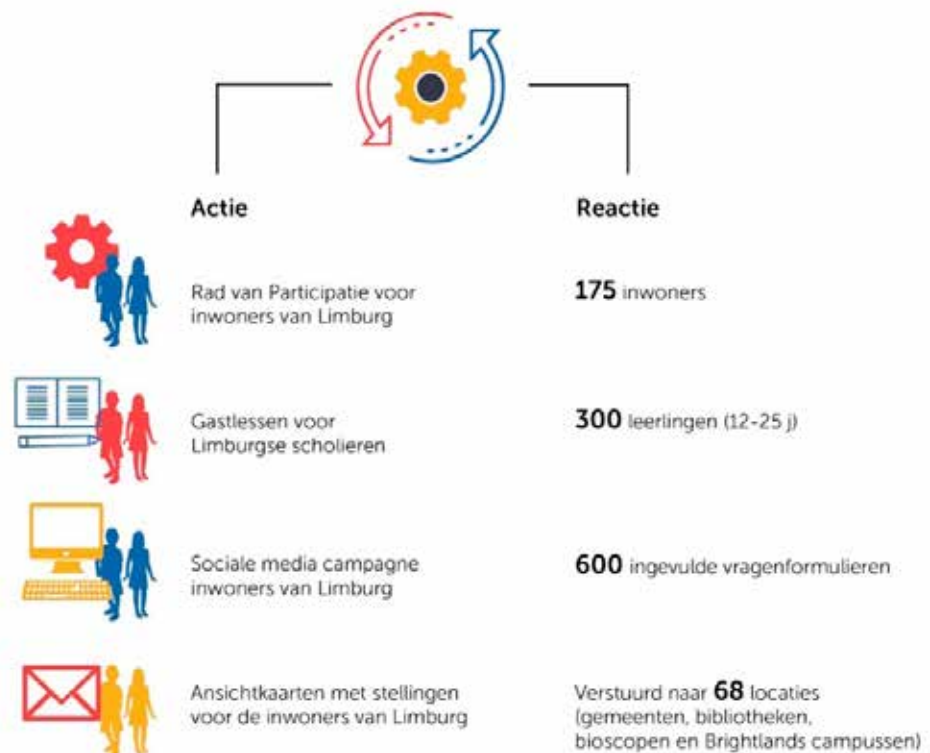 Actie
Reactie
Rad van Participatie voor
inwoners van Limburg
175 inwoners
Gastlessen voor
Limburgse scholieren
300 leerlingen (12-25 j)
Sociale media campagne
inwoners van Limburg
600 ingevulde vragenformulieren
Ansichtkaarten met stellingen
voor de inwoners van Limburg
Verstuurd naar 68 locaties
(gemeenten, bibliotheken,
bioscopen en Brightlands campussen)